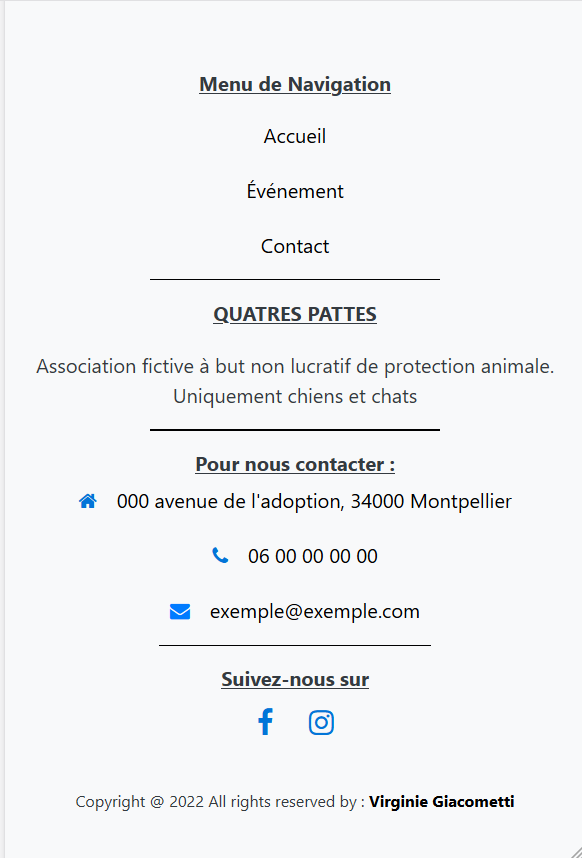 Menu de Navigation
Accueil
Événement
Contact
QUATRES PATTES
Association fictive à but non lucratif de protection animale.
Uniquement chiens et chats
Pour nous contacter :
000 avenue de l'adoption, 34000 Montpellier
06 00 00 00 00
exemple@exemple.com
Suivez-nous sur
Copyright @ 2022 All rights reserved by : Virginie Giacometti